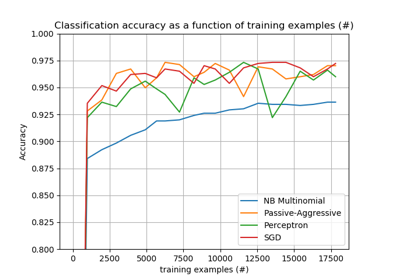 Classification accuracy as a function of training examples (#)
1.000
0.975
0.950
0.925
0.900
0.875
0.850
0.825
0.800
Accuracy
NB Multinomial
Passive-Aggressive
Perceptron
SGD
0 2500 5000 7500 10000 12500 15000 17500
training examples (#)